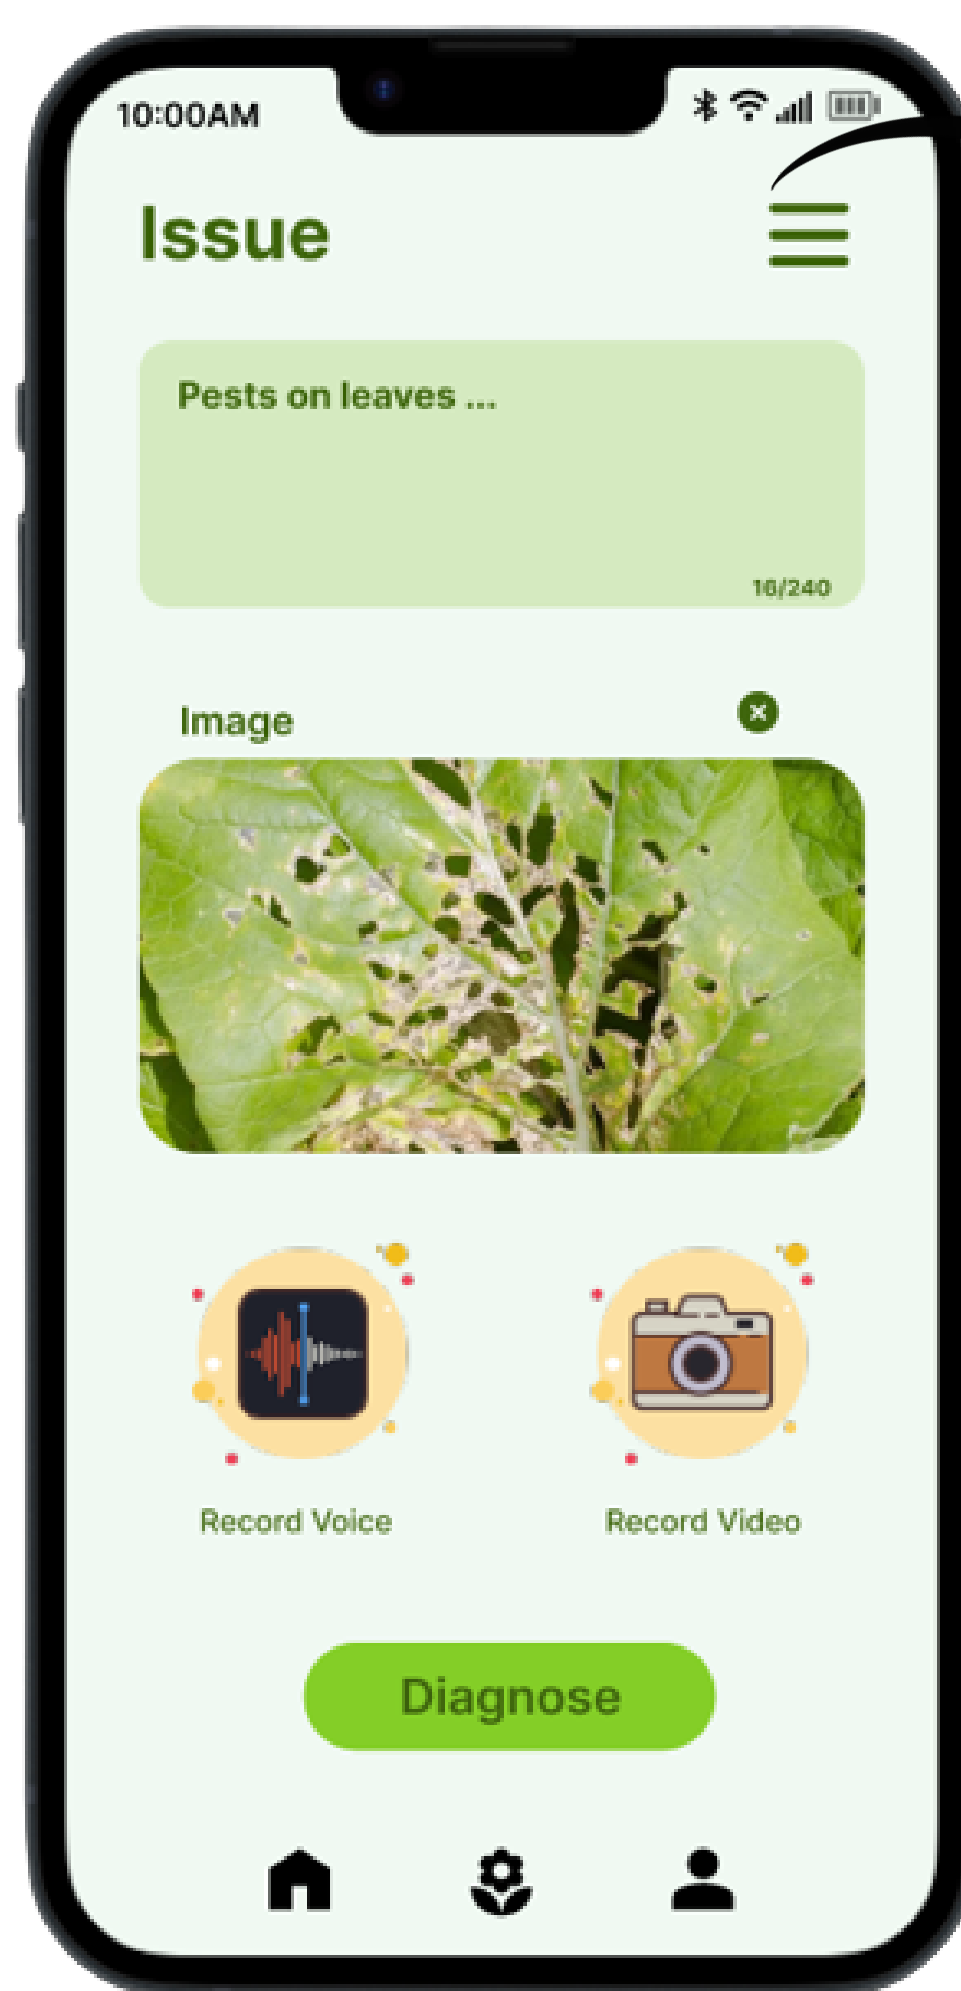 10:00AM
Issue
Pests on leaves ...
16/240
Image
Record Voice
Record Video
Diagnose